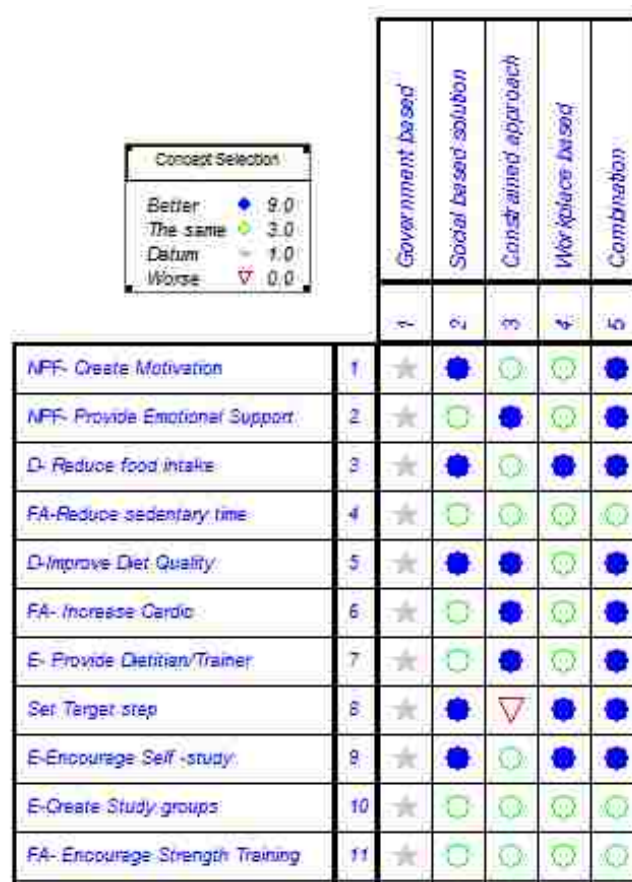 Concept Selection
Better 9.0
The same 3.0
Datum 1.0
Worse 0.0
Government based
Social based solution
Constrained approach
Workplace based
Combination
1 2 3 4 5
NPF- Create Motivation 1
NPF- Provide Emotional Support 2
D- Reduce food intake 3
FA-Reduce sedentary time 4
D-Improve Diet Quality 5
FA- Increase Cardio 6
E- Provide Dietitian/Trainer 7
Set Target step 8
E-Encourage Self -study 9
E-Create Study groups 10
FA- Encourage Strength Training 11